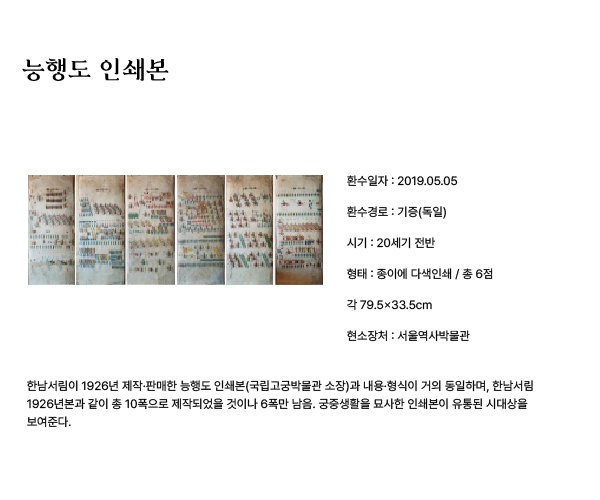 능행도 인쇄본
환수일자 : 2019.05.05
환수경로 : 기증(독일)
시기 : 20세기 전반
형태 : 종이에 다색인쇄 / 총 6점
각 79.5×33.5cm
현소장처 : 서울역사박물관
한남서림이 1926년 제작·판매한 능행도 인쇄본(국립고궁박물관 소장)과 내용·형식이 거의 동일하며, 한남서림
1926년본과 같이 총 10폭으로 제작되었을 것이나 6폭만 남음. 궁중생활을 묘사한 인쇄본이 유통된 시대상을
보여준다.